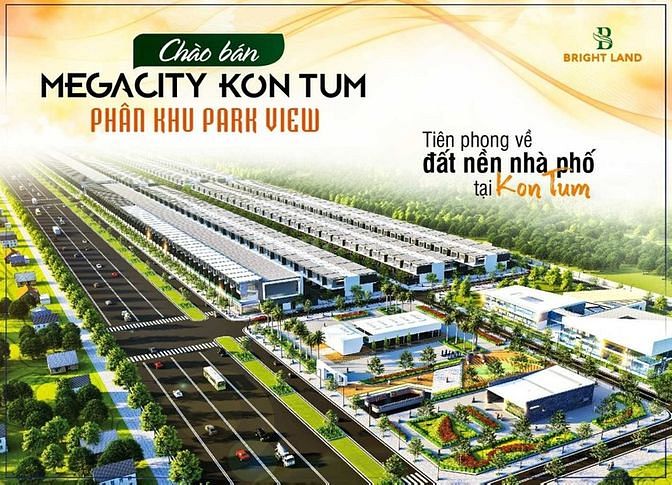 Chào bán
MEGACITY KON TUM
PHÂN KHU PARK VIEW
BRIGHT LAND
Tiên phong về
đất nền nhà phố
tại Kon Tum